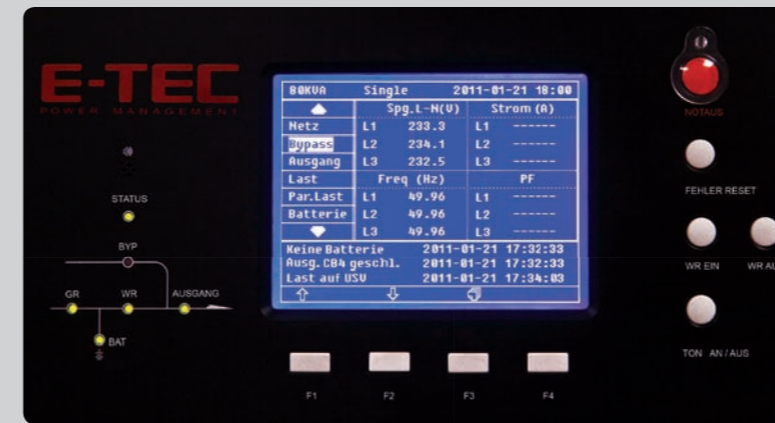 E-TEC
POWER MANAGEMENT
80KVA Single 2011-01-21 18:00
Spg.L-N(V) Strom (A)
Netz L1 233.3 L1 ------
Bypass L2 234.1 L2 ------
Ausgang L3 232.5 L3 ------
Last Freq (Hz) PF
Par.Last L1 49.96 L1 ------
Batterie L2 49.96 L2 ------
L3 49.96 L3 ------
Keine Batterie 2011-01-21 17:32:33
Ausg.CB4 geschl. 2011-01-21 17:32:33
Last auf USV 2011-01-21 17:34:03
STATUS
BYP
GR WR AUSGANG
BAT
F1 F2 F3 F4
NOTAUS
FEHLER RESET
WR EIN WR AU
TON AN / AUS